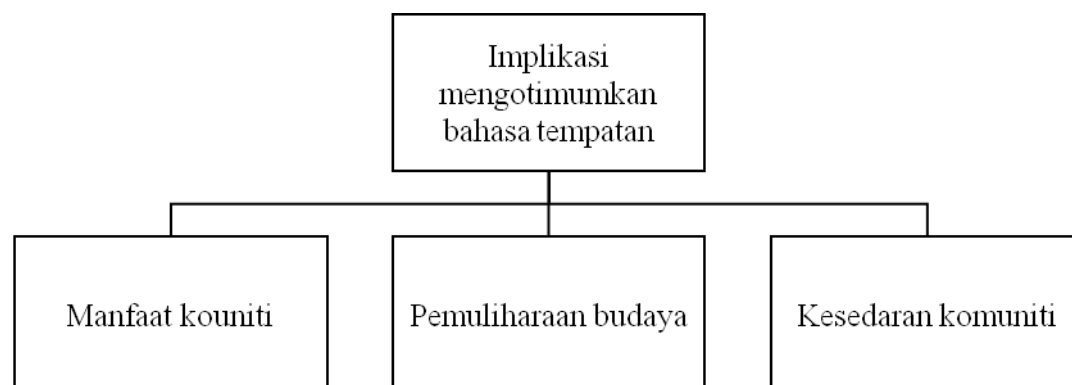 Implikasi
mengotimumkan
bahasa tempatan
Manfaat kouniti
Pemuliharaan budaya
Kesedaran komuniti